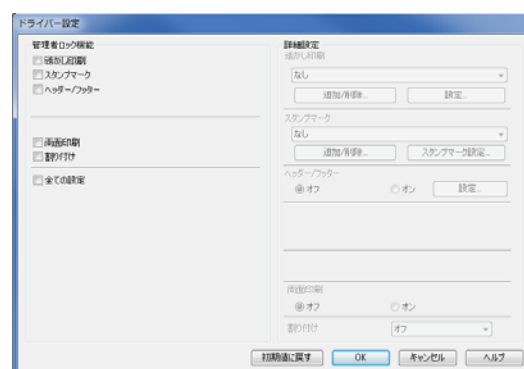 ドライバー設定
管理者ロック機能
透かし印刷
スタンプマーク
ヘッダー/フッター
両面印刷
割り付け
全ての設定
詳細設定
透かし印刷
なし
追加/削除...
設定...
スタンプマーク
なし
追加/削除...
スタンプマーク設定...
ヘッダー/フッター
オフ
オン
設定...
両面印刷
オフ
オン
割り付け
オフ
初期値に戻す
OK
キャンセル
ヘルプ